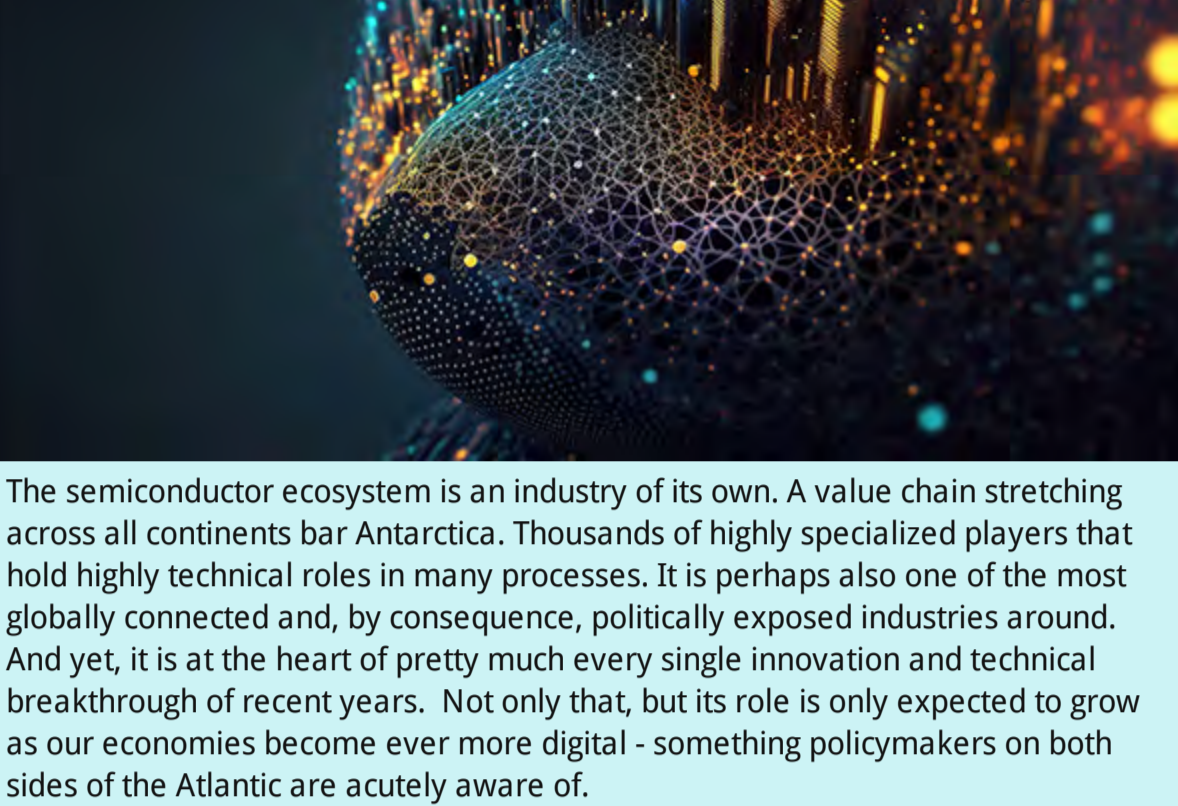 The semiconductor ecosystem is an industry of its own. A value chain stretching
across all continents bar Antarctica. Thousands of highly specialized players that
hold highly technical roles in many processes. It is perhaps also one of the most
globally connected and, by consequence, politically exposed industries around.
And yet, it is at the heart of pretty much every single innovation and technical
breakthrough of recent years.  Not only that, but its role is only expected to grow
as our economies become ever more digital - something policymakers on both
sides of the Atlantic are acutely aware of.